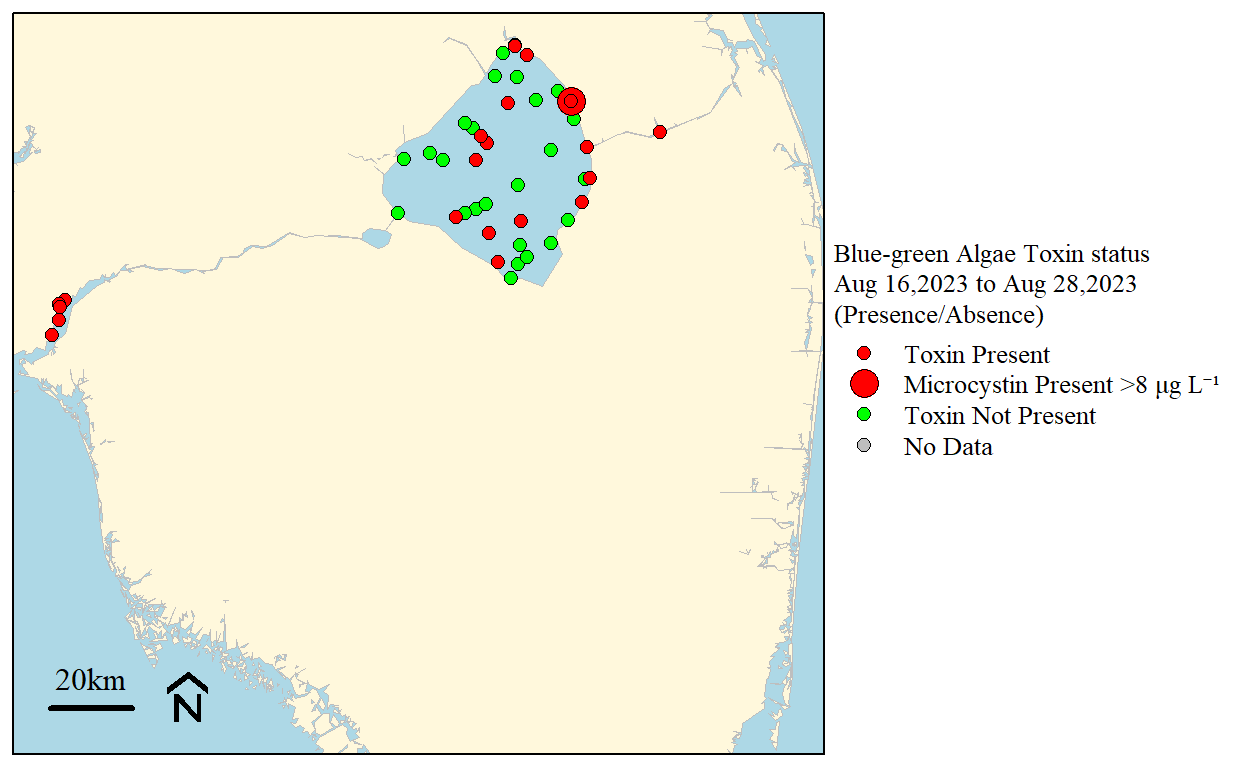 Blue-green Algae Toxin status
Aug 16,2023 to Aug 28,2023
(Presence/Absence)
Toxin Present
Microcystin Present >8 μg L⁻¹
Toxin Not Present
No Data
20km
N